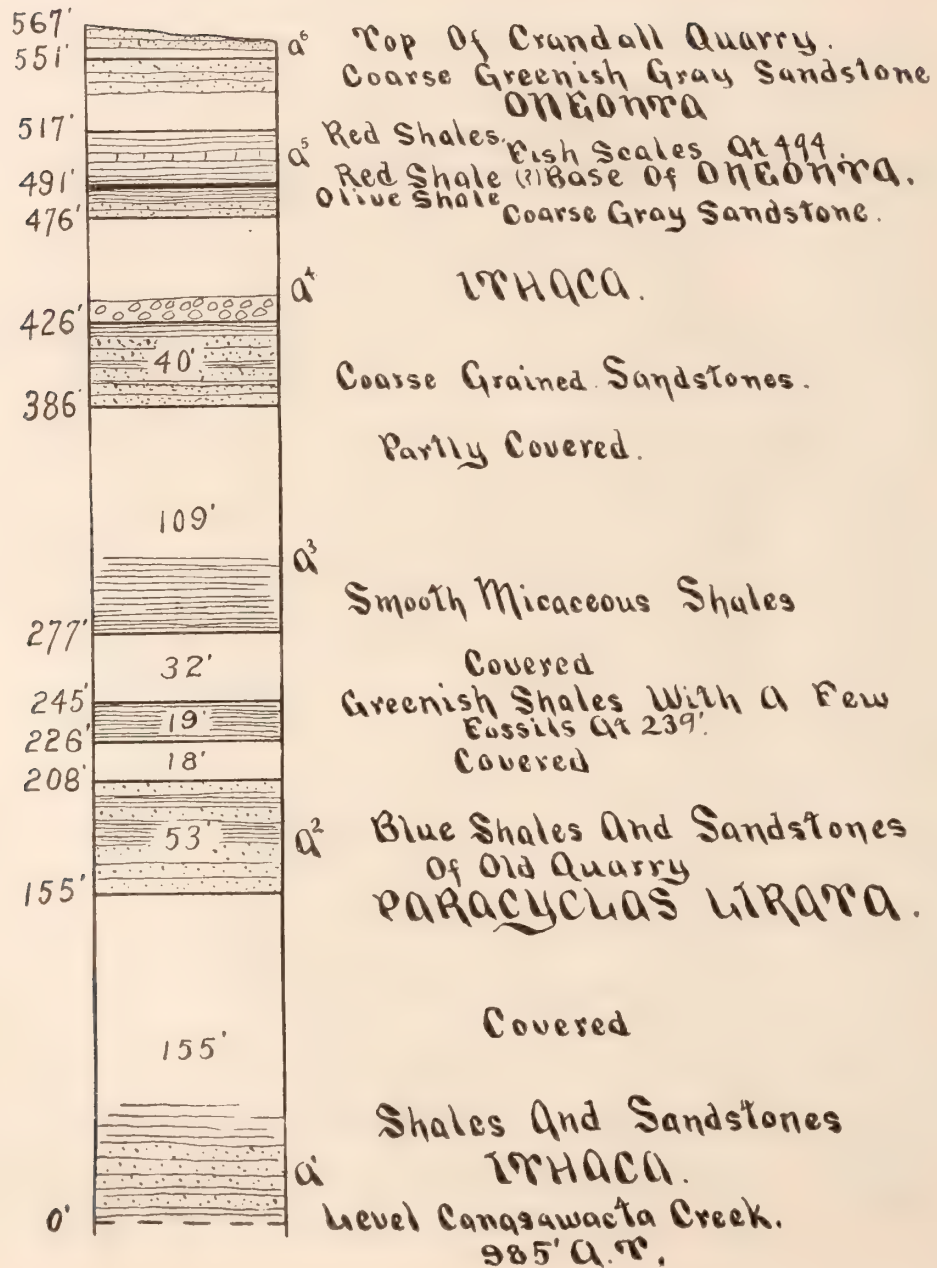 567' a⁶ Top Of Crandall Quarry.
551' Coarse Greenish Gray Sandstone
ONEONTA
517' Red Shales. Fish Scales At 494.
a⁵ Red Shale (?) Base Of ONEONTA.
491' Olive Shale Coarse Gray Sandstone.
476'
a⁴ ITHACA.
426'
40' Coarse Grained Sandstones.
386'
Partly Covered.
109'
a³
Smooth Micaceous Shales
277'
32' Covered
245' Greenish Shales With A Few
19' Fossils At 239'.
226'
18' Covered
208'
53' a² Blue Shales And Sandstones
Of Old Quarry
155' PARACYCLAS LIRATA.
Covered
155'
Shales And Sandstones
a' ITHACA.
0' Level Canasawacta Creek.
985' A.T.